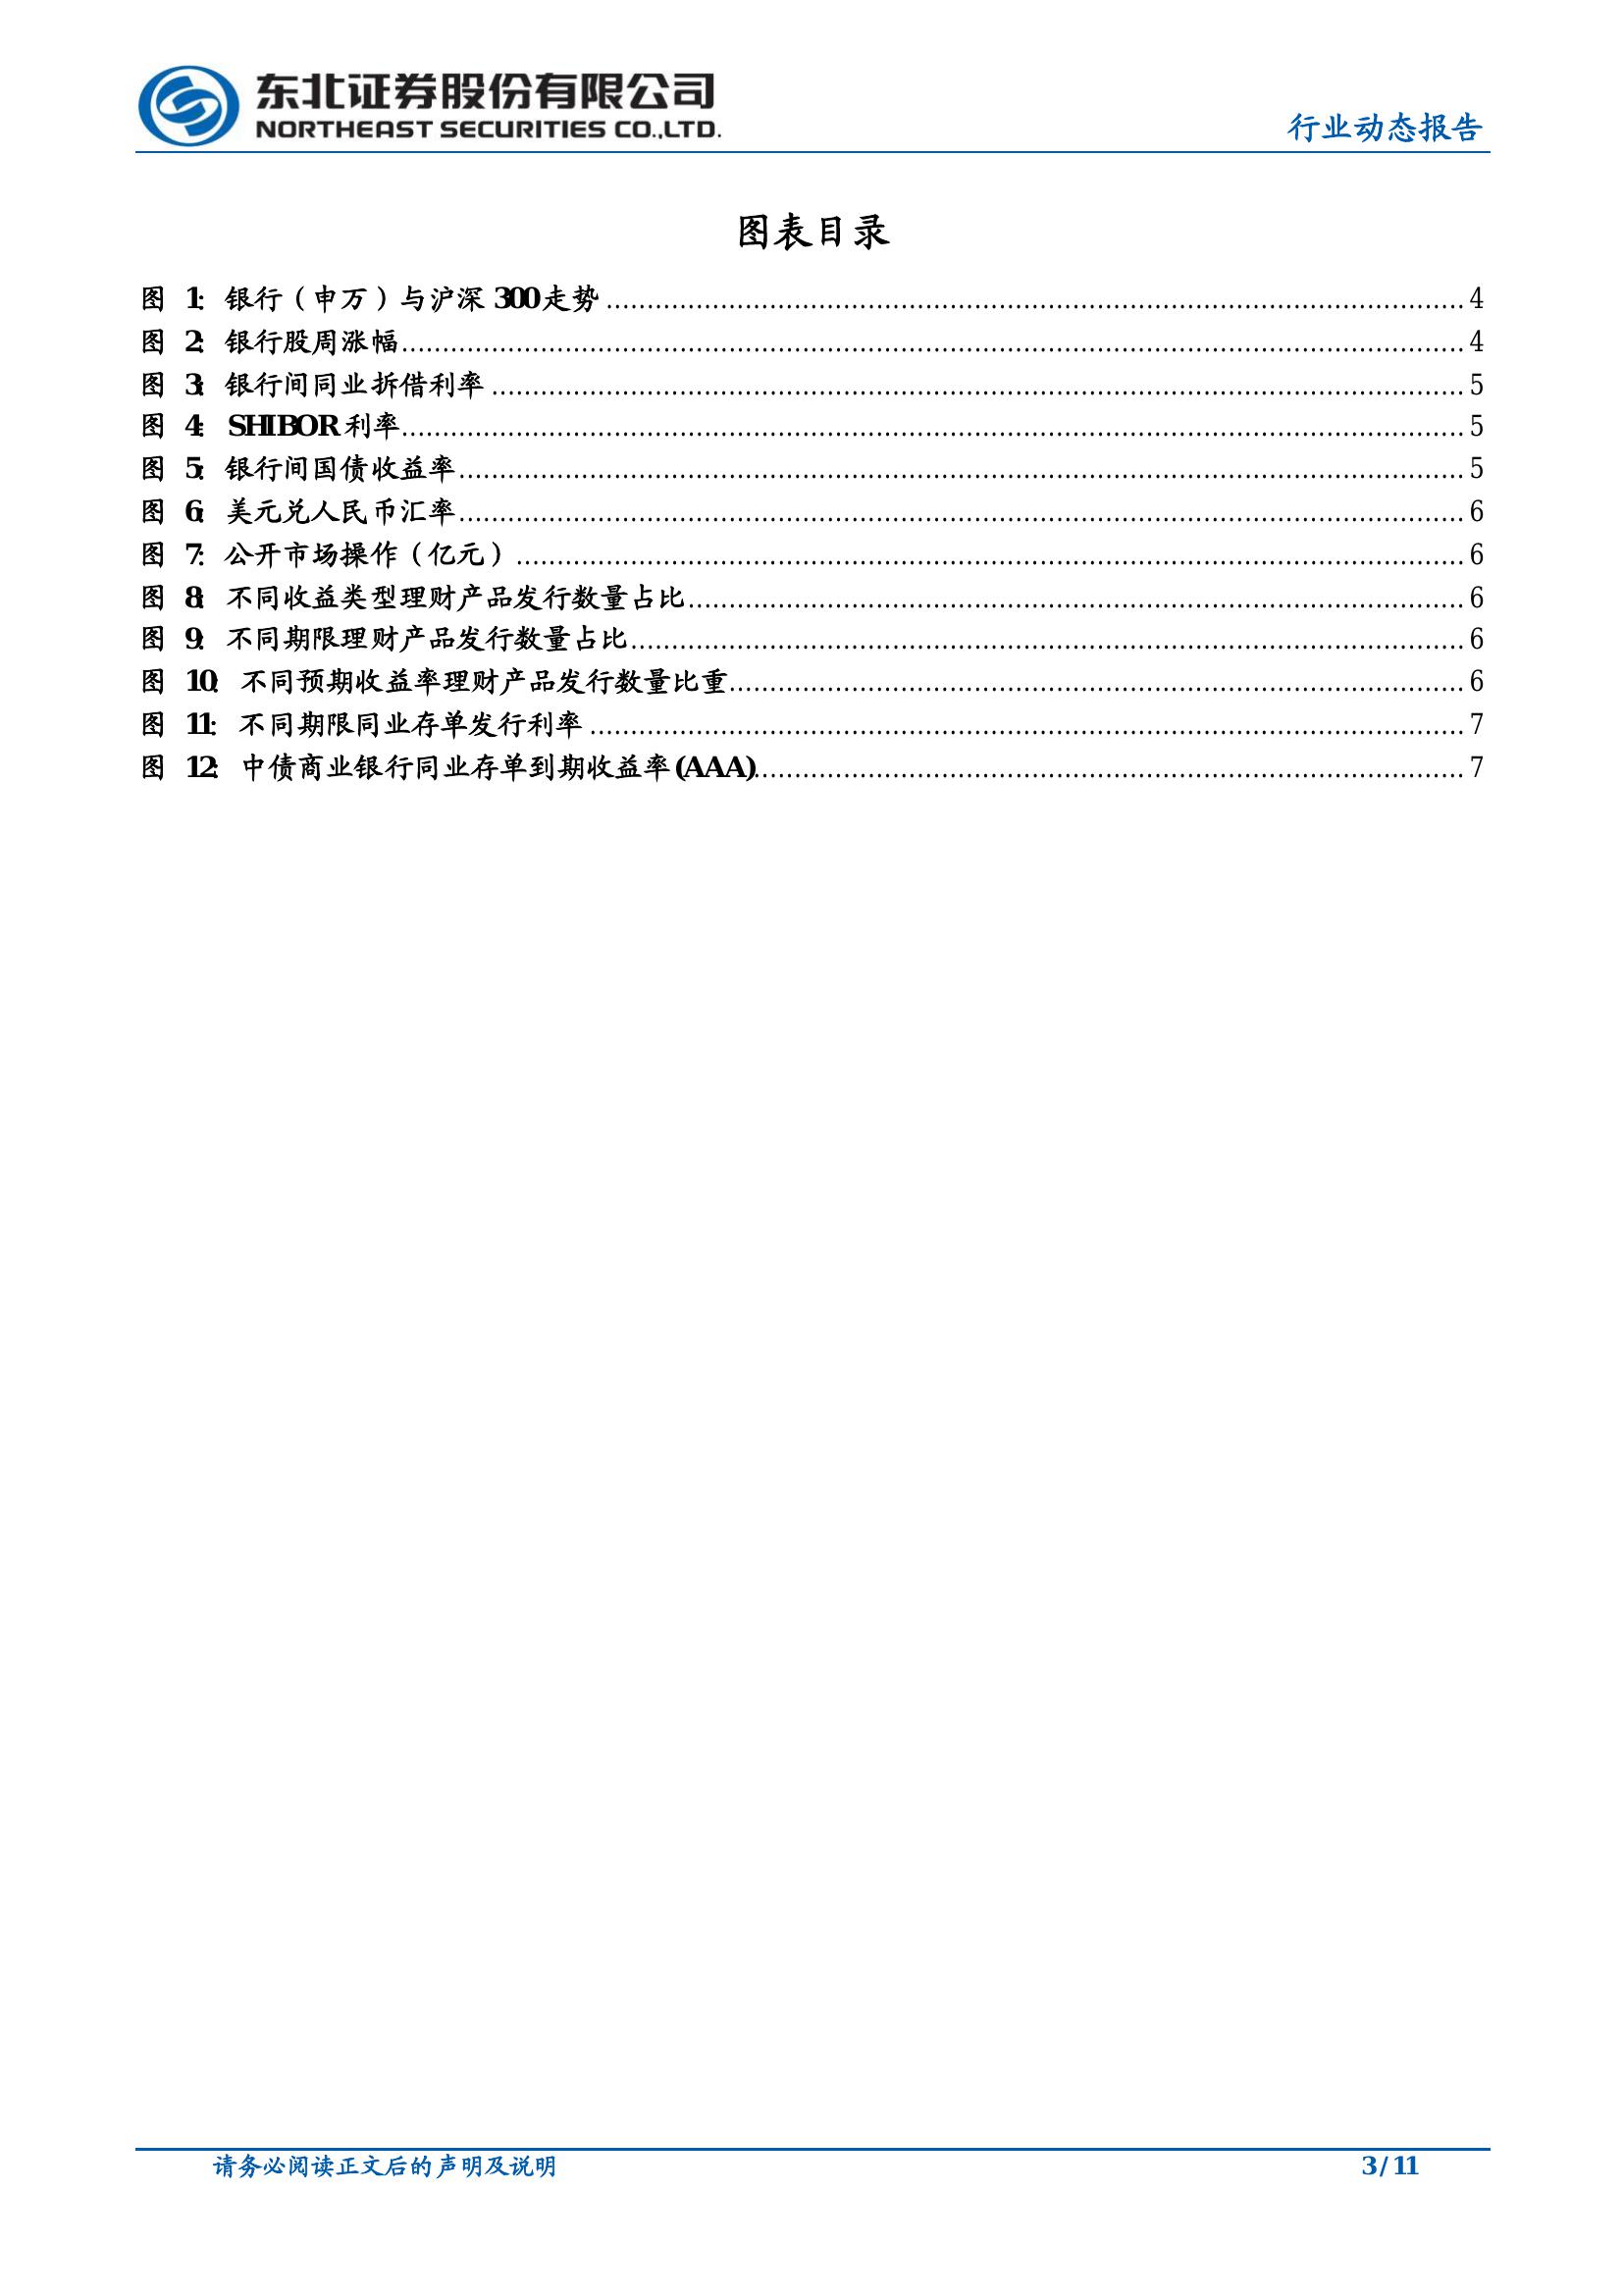 东北证券股份有限公司
NORTHEAST SECURITIES CO.,LTD.
行业动态报告
图表目录
图 1：银行（申万）与沪深 300 走势 ........ 4
图 2：银行股周涨幅 ........ 4
图 3：银行间同业拆借利率 ........ 5
图 4：SHIBOR 利率 ........ 5
图 5：银行间国债收益率 ........ 5
图 6：美元兑人民币汇率 ........ 6
图 7：公开市场操作（亿元） ........ 6
图 8：不同收益类型理财产品发行数量占比 ........ 6
图 9：不同期限理财产品发行数量占比 ........ 6
图 10：不同预期收益率理财产品发行数量比重 ........ 6
图 11：不同期限同业存单发行利率 ........ 7
图 12：中债商业银行同业存单到期收益率(AAA) ........ 7
请务必阅读正文后的声明及说明
3 / 11